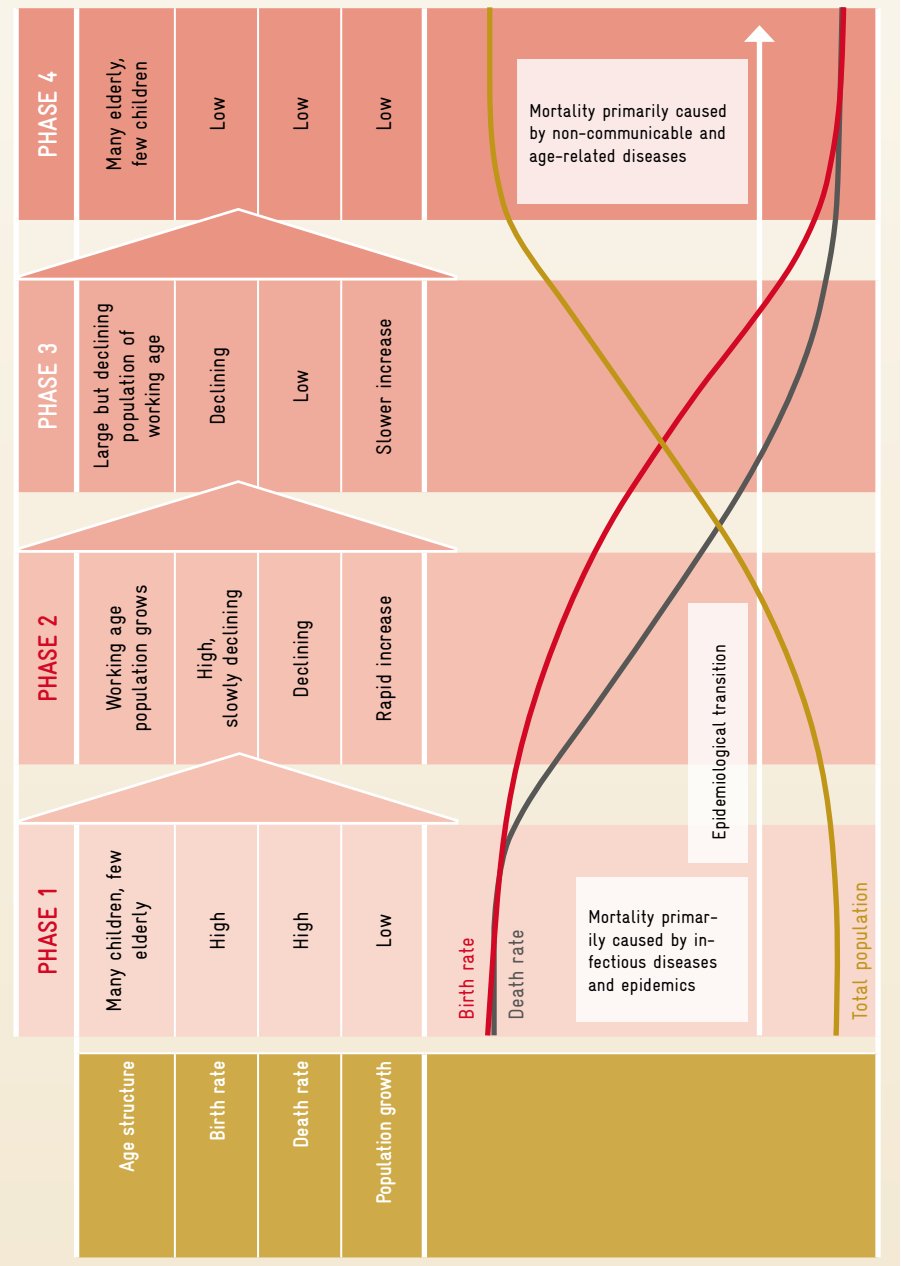 PHASE 1
PHASE 2
PHASE 3
PHASE 4
Age structure
Many children, few
elderly
Working age
population grows
Large but declining
population of
working age
Many elderly,
few children
Birth rate
High
High,
slowly declining
Declining
Low
Death rate
High
Declining
Low
Low
Population growth
Low
Rapid increase
Slower increase
Low
Birth rate
Death rate
Mortality primar-
ily caused by in-
fectious diseases
and epidemics
Epidemiological transition
Mortality primarily caused
by non-communicable and
age-related diseases
Total population